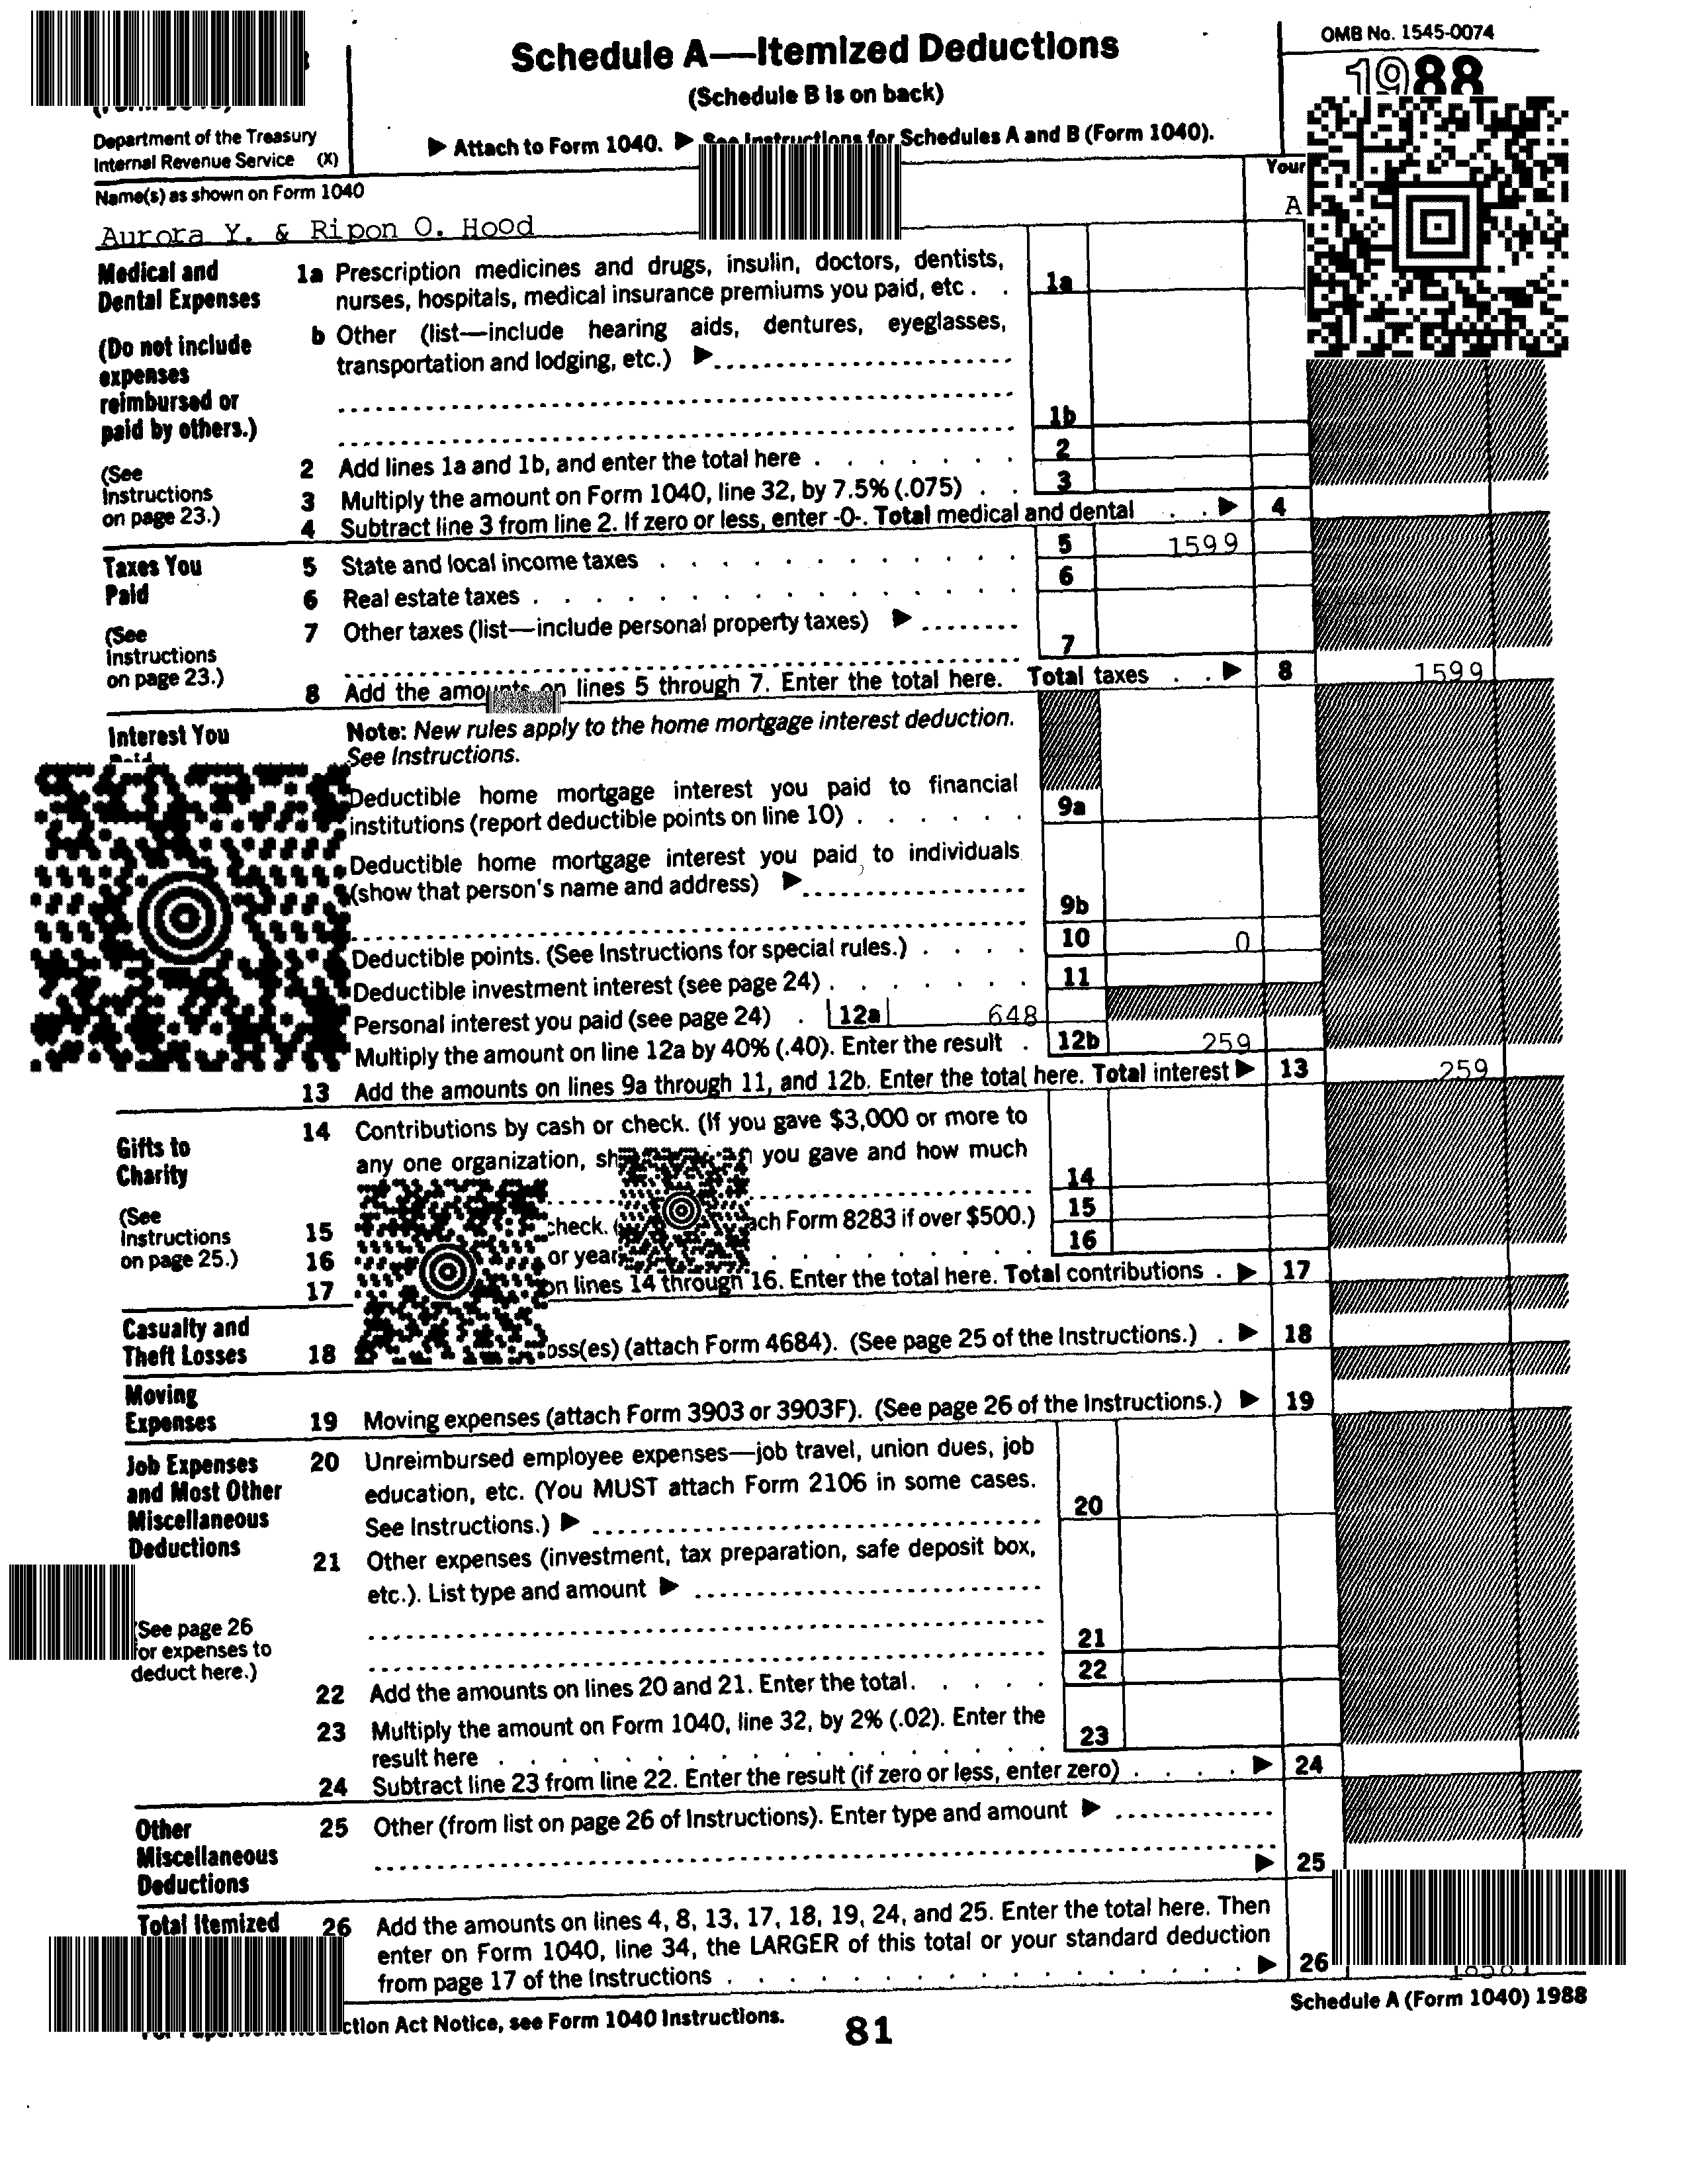 Schedule A—Itemized Deductions
(Schedule B is on back)
OMB No. 1545-0074
1988
Department of the Treasury
Internal Revenue Service (X)
▶ Attach to Form 1040. ▶ See Instructions for Schedules A and B (Form 1040).
Name(s) as shown on Form 1040
Your
Aurora Y. & Ripon O. Hood
A
Medical and Dental Expenses
(Do not include expenses reimbursed or paid by others.)
(See Instructions on page 23.)
1a Prescription medicines and drugs, insulin, doctors, dentists,
nurses, hospitals, medical insurance premiums you paid, etc . . 1a
b Other (list—include hearing aids, dentures, eyeglasses,
transportation and lodging, etc.) ▶
1b
2 Add lines 1a and 1b, and enter the total here . . . . . . . 2
3 Multiply the amount on Form 1040, line 32, by 7.5% (.075) . . 3
4 Subtract line 3 from line 2. If zero or less, enter -0-. Total medical and dental . . ▶ 4
Taxes You Paid
(See Instructions on page 23.)
5 State and local income taxes . . . . . . . . . . . 5 1599
6 Real estate taxes . . . . . . . . . . . . . . . . 6
7 Other taxes (list—include personal property taxes) ▶
7
8 Add the amounts on lines 5 through 7. Enter the total here. Total taxes . . ▶ 8 1599
Interest You Paid
Note: New rules apply to the home mortgage interest deduction.
See Instructions.
Deductible home mortgage interest you paid to financial
institutions (report deductible points on line 10) . . . . . . 9a
Deductible home mortgage interest you paid to individuals
(show that person's name and address) ▶
9b
Deductible points. (See Instructions for special rules.) . . . . 10 0
Deductible investment interest (see page 24) . . . . . . . 11
Personal interest you paid (see page 24) . 12a 648
Multiply the amount on line 12a by 40% (.40). Enter the result . 12b 259
13 Add the amounts on lines 9a through 11, and 12b. Enter the total here. Total interest ▶ 13 259
Gifts to Charity
(See Instructions on page 25.)
14 Contributions by cash or check. (If you gave $3,000 or more to
any one organization, you gave and how much
14
15 check. Form 8283 if over $500.) 15
16 or year 16
17 on lines 14 through 16. Enter the total here. Total contributions . ▶ 17
Casualty and Theft Losses
18 (attach Form 4684). (See page 25 of the Instructions.) . ▶ 18
Moving Expenses
19 Moving expenses (attach Form 3903 or 3903F). (See page 26 of the Instructions.) ▶ 19
Job Expenses and Most Other Miscellaneous Deductions
(See page 26 for expenses to deduct here.)
20 Unreimbursed employee expenses—job travel, union dues, job
education, etc. (You MUST attach Form 2106 in some cases.
See Instructions.) ▶ 20
21 Other expenses (investment, tax preparation, safe deposit box,
etc.). List type and amount ▶
21
22 Add the amounts on lines 20 and 21. Enter the total. . . . . 22
23 Multiply the amount on Form 1040, line 32, by 2% (.02). Enter the
result here . . . . . . . . . . . . . . . . . . 23
24 Subtract line 23 from line 22. Enter the result (if zero or less, enter zero) . . . . ▶ 24
Other Miscellaneous Deductions
25 Other (from list on page 26 of Instructions). Enter type and amount ▶
▶ 25
Total Itemized
26 Add the amounts on lines 4, 8, 13, 17, 18, 19, 24, and 25. Enter the total here. Then
enter on Form 1040, line 34, the LARGER of this total or your standard deduction
from page 17 of the Instructions . . . . . . . . . . . . . . . . ▶ 26
Act Notice, see Form 1040 Instructions.
81
Schedule A (Form 1040) 1988